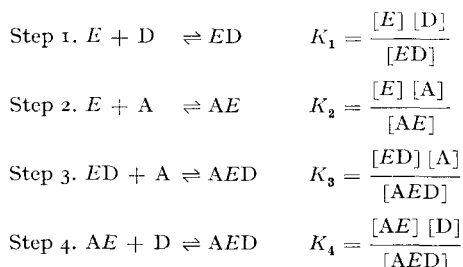 Step 1. E + D ⇌ ED K₁ = [E] [D] / [ED]
Step 2. E + A ⇌ AE K₂ = [E] [A] / [AE]
Step 3. ED + A ⇌ AED K₃ = [ED] [A] / [AED]
Step 4. AE + D ⇌ AED K₄ = [AE] [D] / [AED]